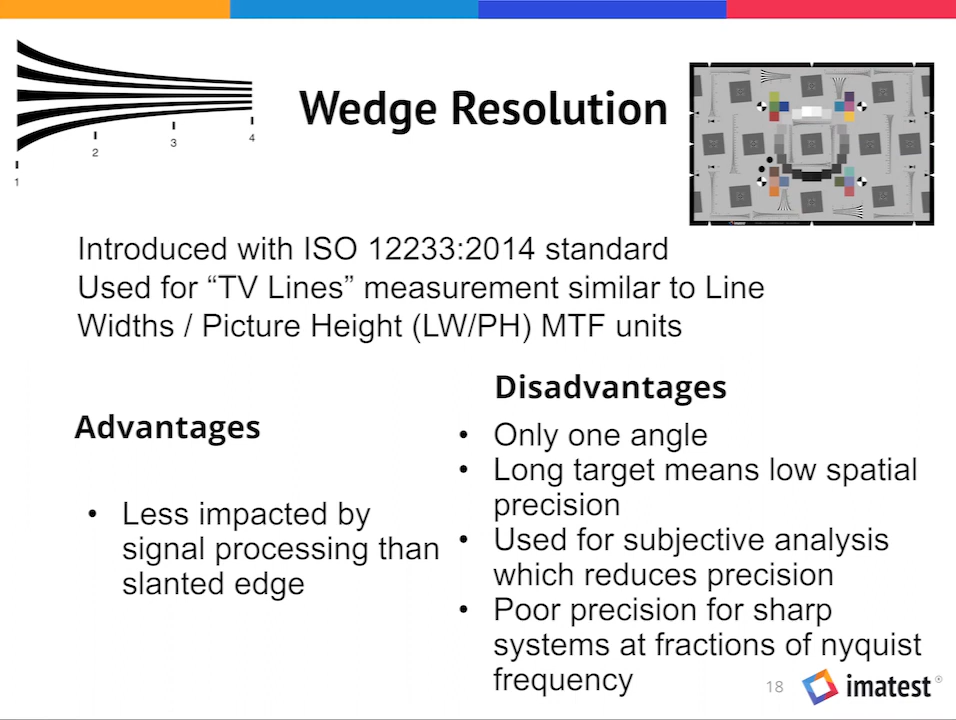 Wedge Resolution
1
2
3
4
Introduced with ISO 12233:2014 standard
Used for “TV Lines” measurement similar to Line
Widths / Picture Height (LW/PH) MTF units
Advantages
• Less impacted by
signal processing than
slanted edge
Disadvantages
• Only one angle
• Long target means low spatial
precision
• Used for subjective analysis
which reduces precision
• Poor precision for sharp
systems at fractions of nyquist
frequency
18
imatest®